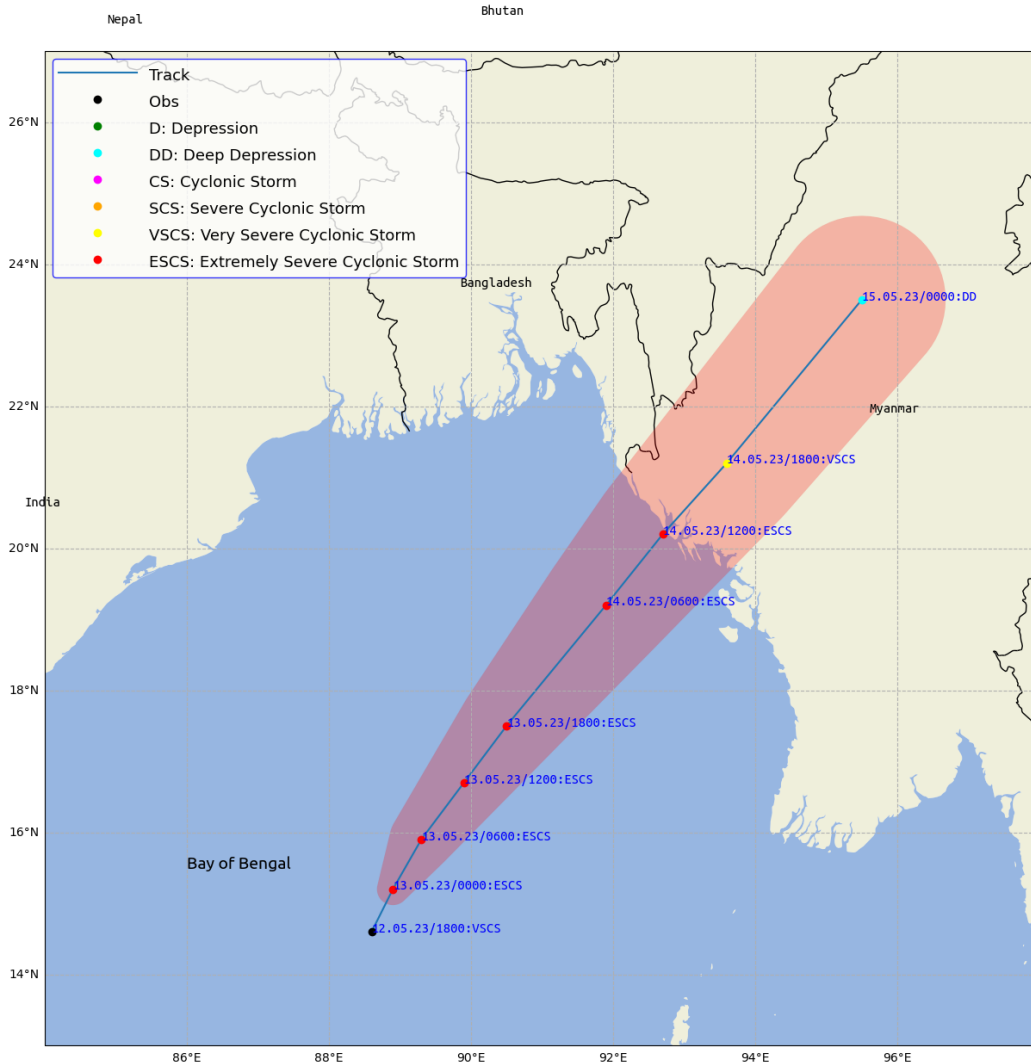 Bhutan
Nepal
Track
Obs
D: Depression
DD: Deep Depression
CS: Cyclonic Storm
SCS: Severe Cyclonic Storm
VSCS: Very Severe Cyclonic Storm
ESCS: Extremely Severe Cyclonic Storm
26°N
24°N
22°N
20°N
18°N
16°N
14°N
Bangladesh
15.05.23/0000:DD
Myanmar
14.05.23/1800:VSCS
India
14.05.23/1200:ESCS
14.05.23/0600:ESCS
13.05.23/1800:ESCS
13.05.23/1200:ESCS
13.05.23/0600:ESCS
Bay of Bengal
13.05.23/0000:ESCS
12.05.23/1800:VSCS
86°E
88°E
90°E
92°E
94°E
96°E